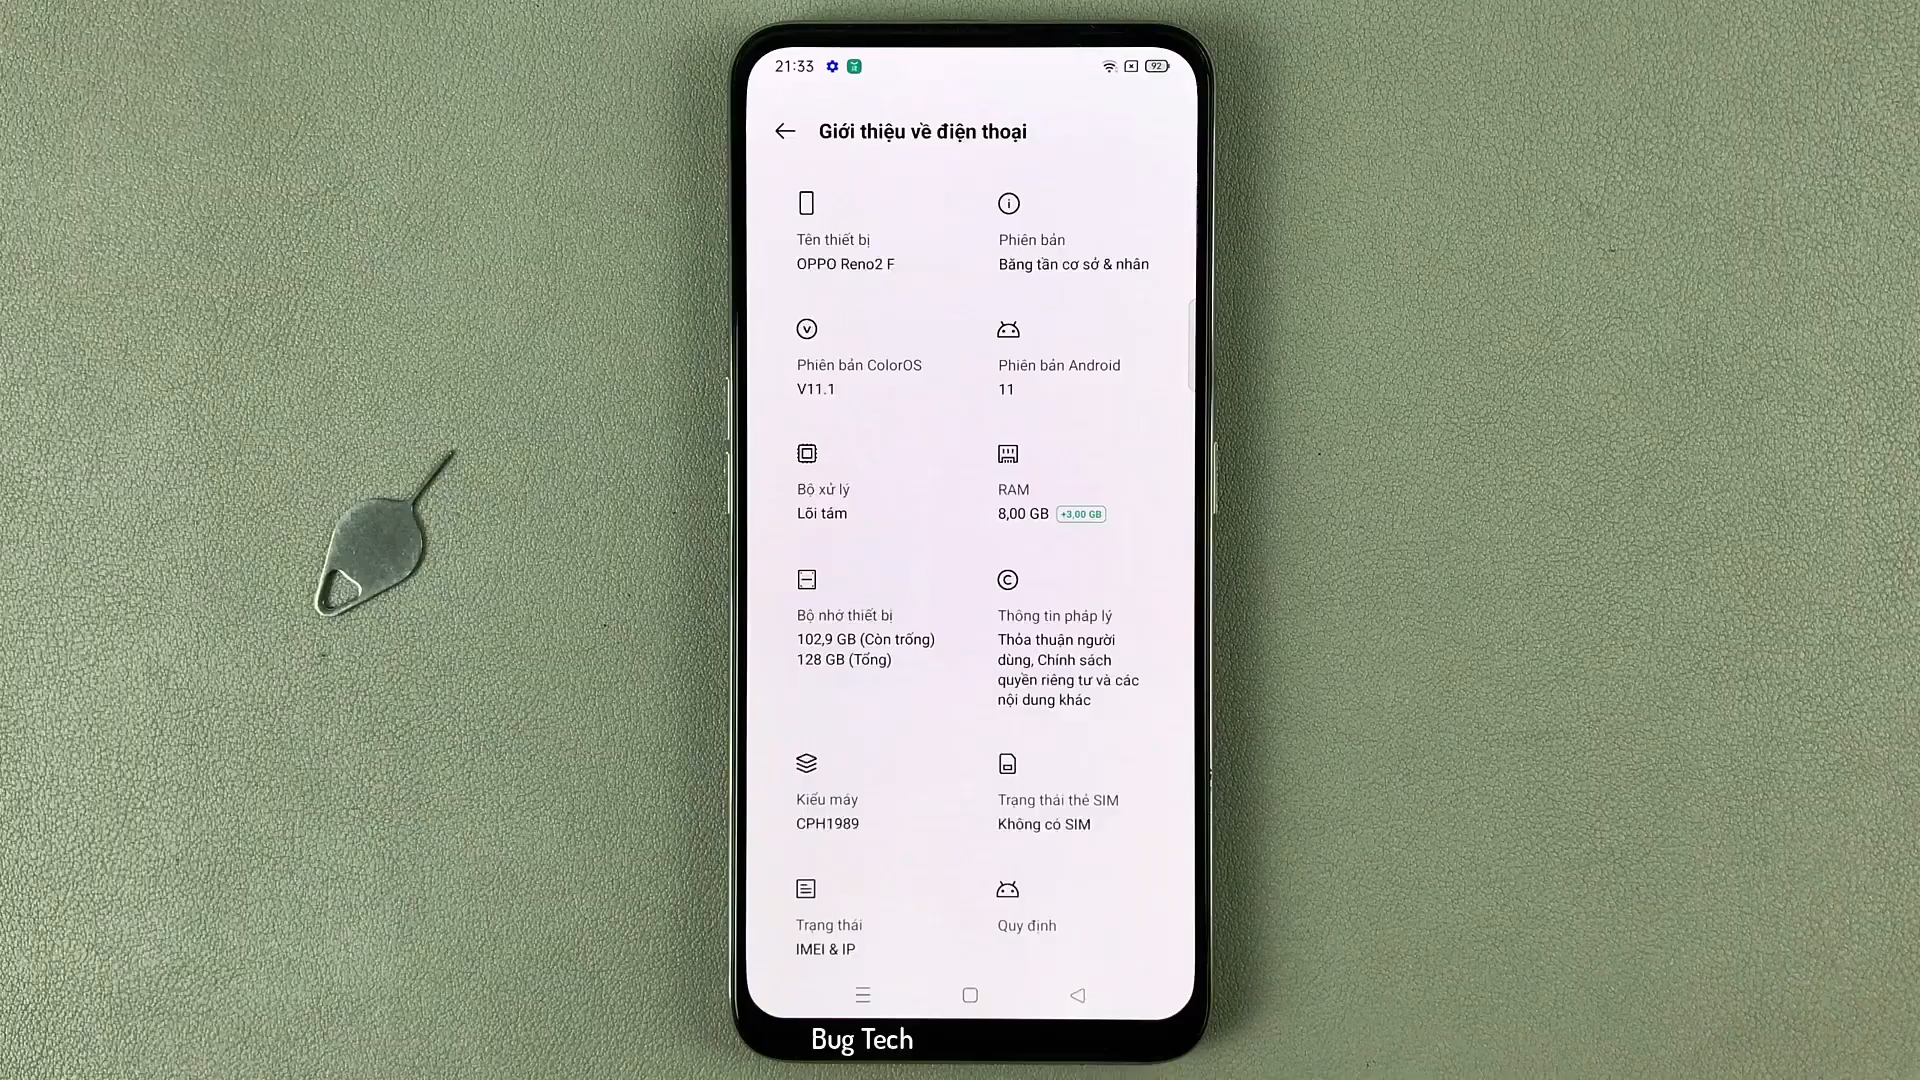 21:33
92
Giới thiệu về điện thoại
Tên thiết bị
OPPO Reno2 F
Phiên bản
Băng tần cơ sở & nhân
Phiên bản ColorOS
V11.1
Phiên bản Android
11
Bộ xử lý
Lõi tám
RAM
8,00 GB +3,00 GB
Bộ nhớ thiết bị
102,9 GB (Còn trống)
128 GB (Tổng)
Thông tin pháp lý
Thỏa thuận người
dùng, Chính sách
quyền riêng tư và các
nội dung khác
Kiểu máy
CPH1989
Trạng thái thẻ SIM
Không có SIM
Trạng thái
IMEI & IP
Quy định
Bug Tech